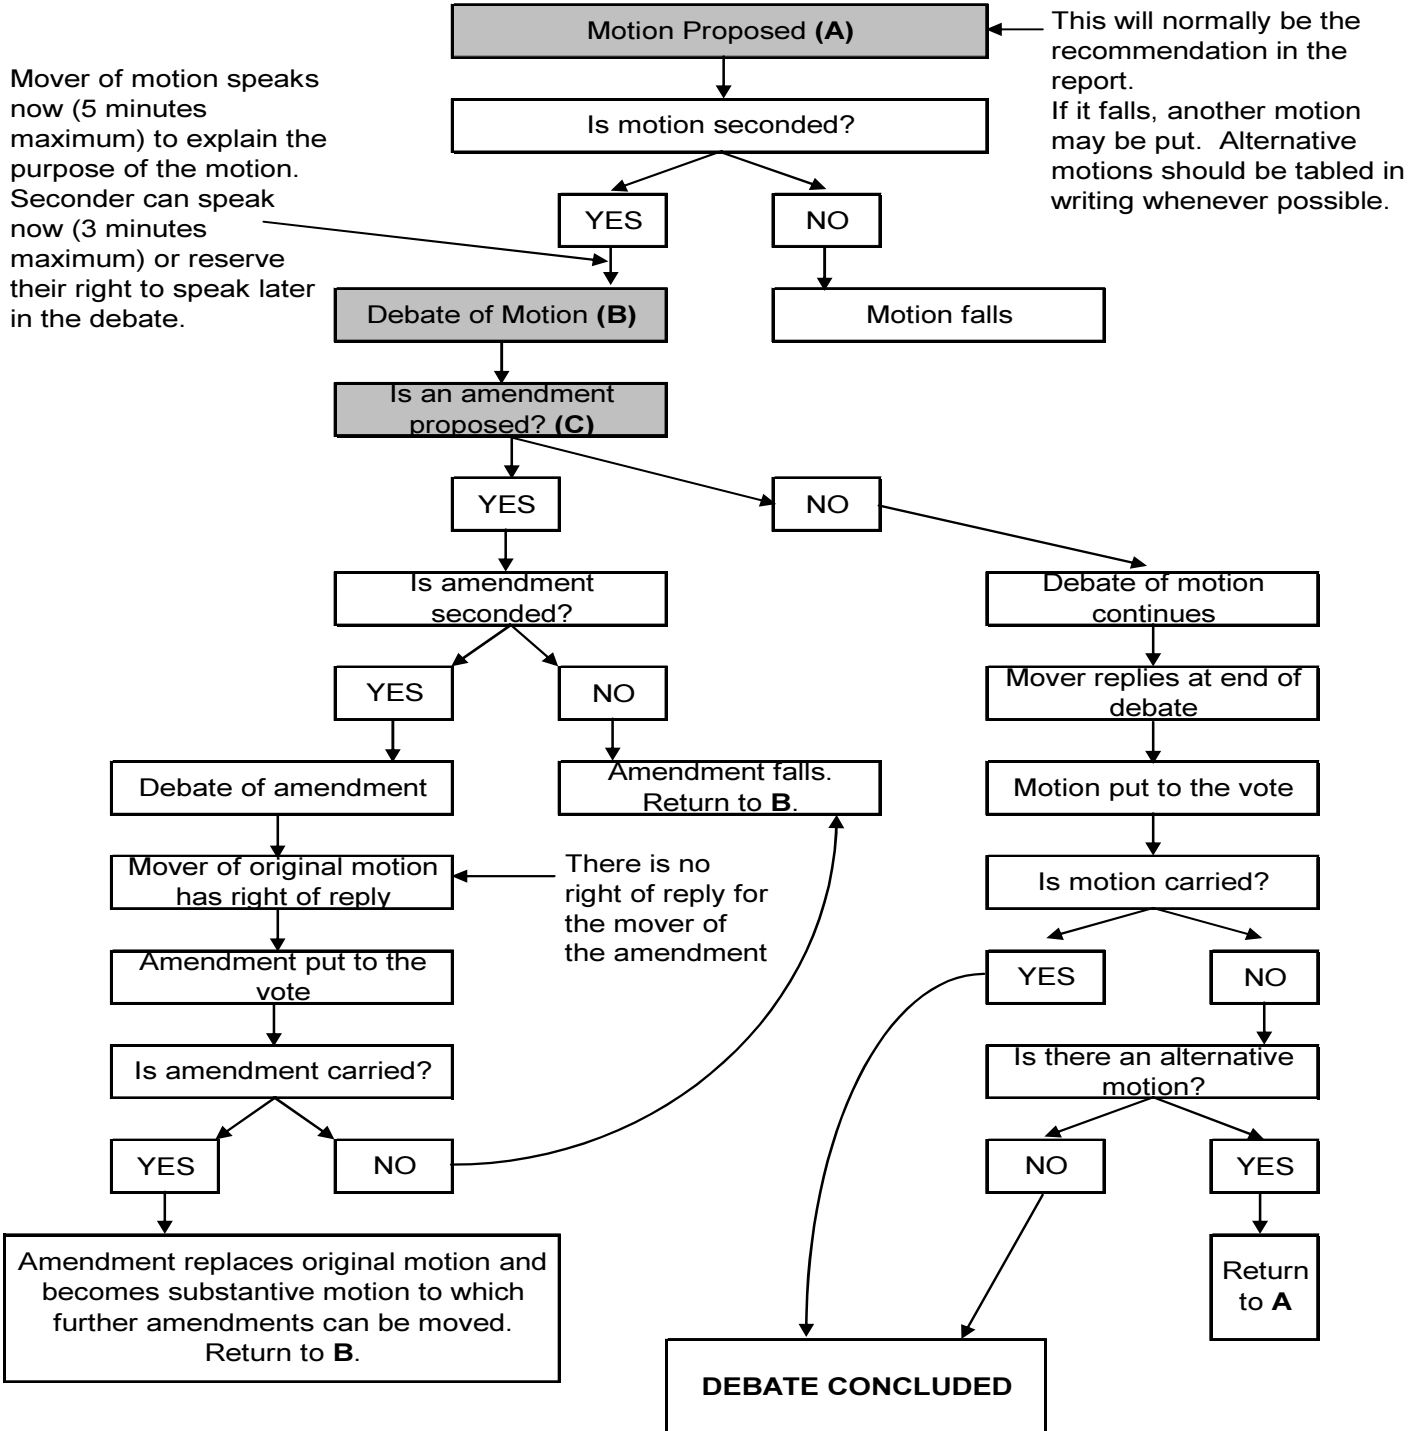 Motion Proposed (A)
This will normally be the
recommendation in the
report.
If it falls, another motion
may be put.  Alternative
motions should be tabled in
writing whenever possible.
Mover of motion speaks
now (5 minutes
maximum) to explain the
purpose of the motion.
Seconder can speak
now (3 minutes
maximum) or reserve
their right to speak later
in the debate.
Is motion seconded?
YES
NO
Debate of Motion (B)
Motion falls
Is an amendment
proposed? (C)
YES
NO
Is amendment
seconded?
Debate of motion
continues
YES
NO
Mover replies at end of
debate
Debate of amendment
Amendment falls.
Return to B.
Motion put to the vote
Mover of original motion
has right of reply
There is no
right of reply for
the mover of
the amendment
Is motion carried?
Amendment put to the
vote
YES
NO
Is amendment carried?
Is there an alternative
motion?
YES
NO
NO
YES
Amendment replaces original motion and
becomes substantive motion to which
further amendments can be moved.
Return to B.
Return
to A
DEBATE CONCLUDED